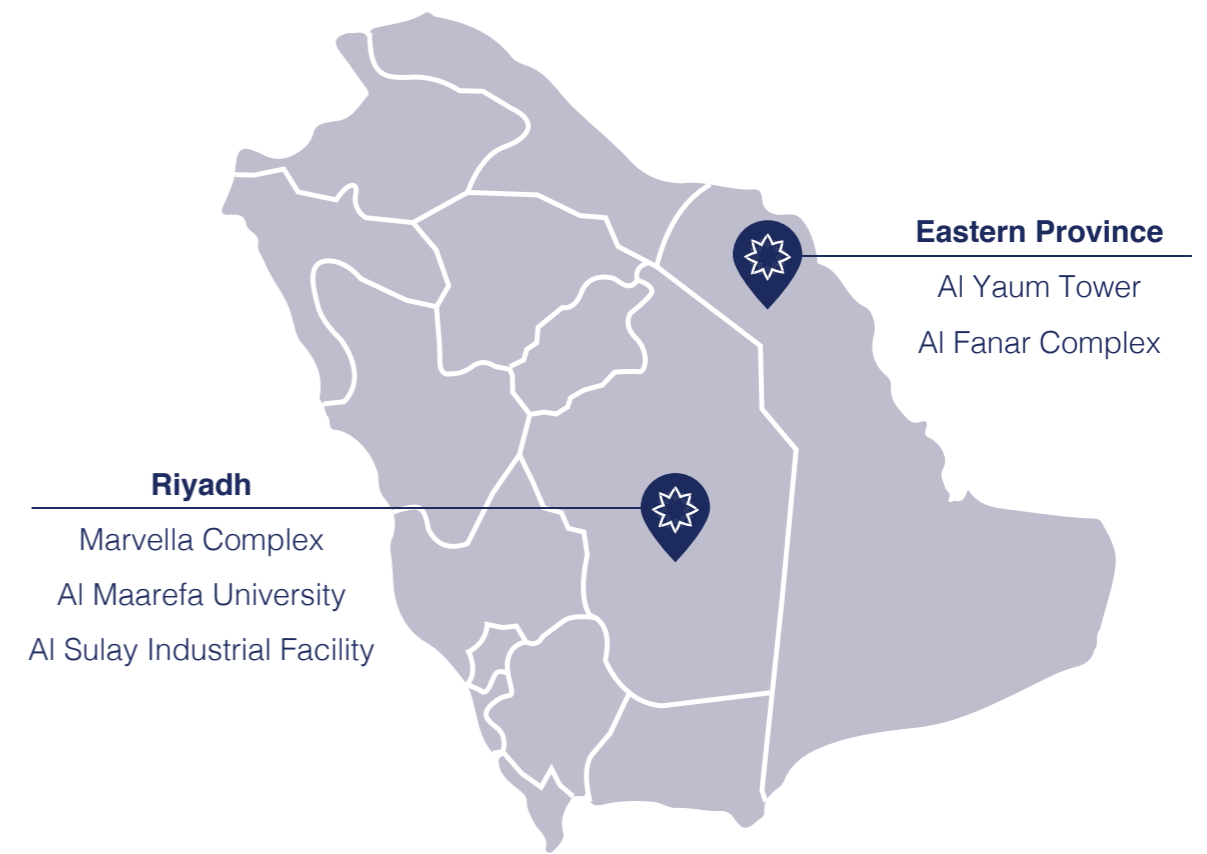 Eastern Province
Al Yaum Tower
Al Fanar Complex
Riyadh
Marvella Complex
Al Maarefa University
Al Sulay Industrial Facility